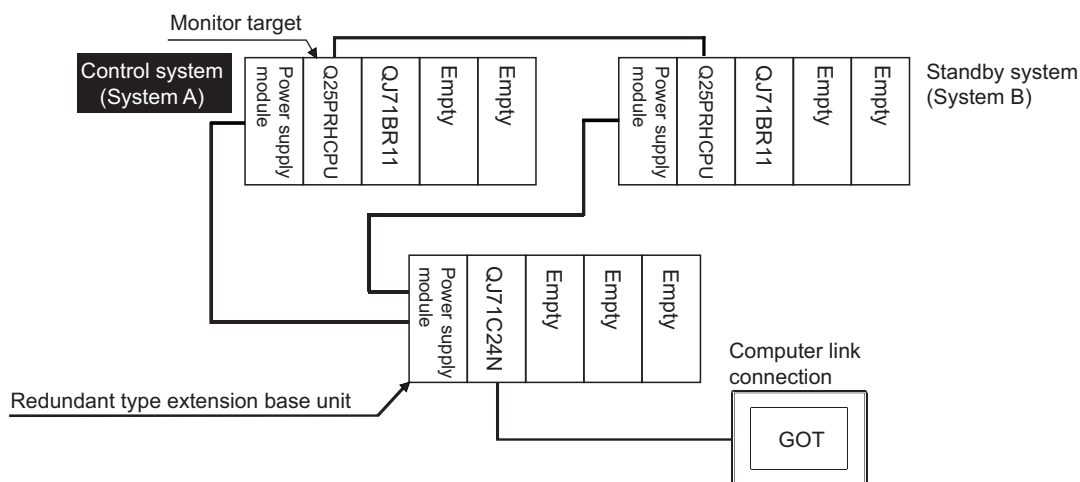 Monitor target
Control system
(System A)
Power supply
module
Q25PRHCPU
QJ71BR11
Empty
Empty
Power supply
module
Q25PRHCPU
QJ71BR11
Empty
Empty
Standby system
(System B)
Power supply
module
QJ71C24N
Empty
Empty
Empty
Redundant type extension base unit
Computer link
connection
GOT